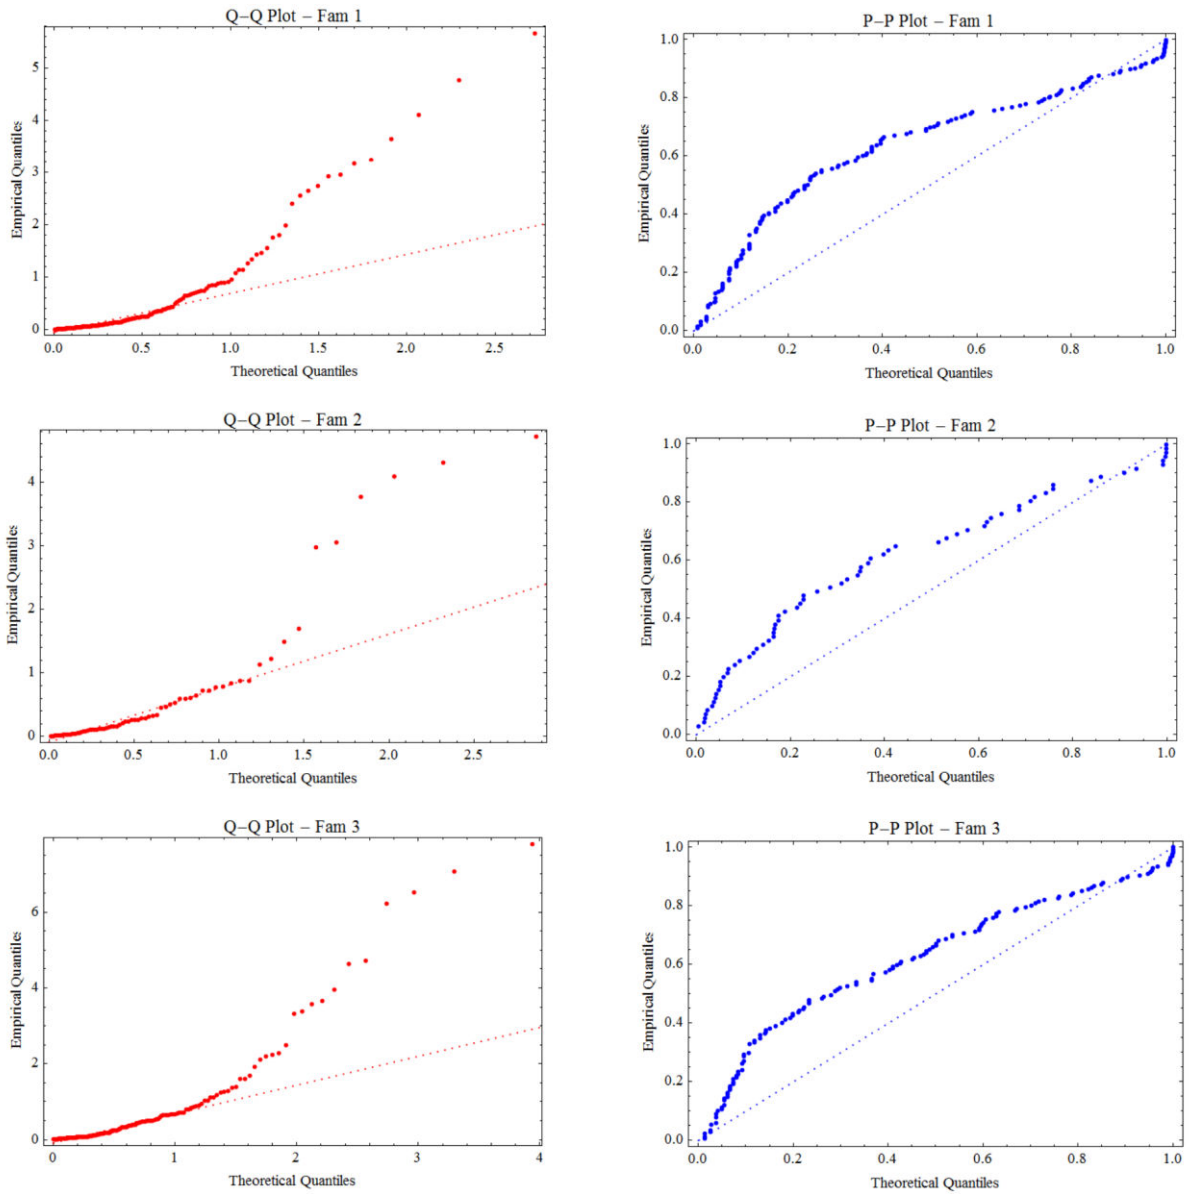 Q–Q Plot – Fam 1
5
4
3
2
1
0
Empirical Quantiles
0.0 0.5 1.0 1.5 2.0 2.5
Theoretical Quantiles
P–P Plot – Fam 1
1.0
0.8
0.6
0.4
0.2
0.0
Empirical Quantiles
0.0 0.2 0.4 0.6 0.8 1.0
Theoretical Quantiles
Q–Q Plot – Fam 2
4
3
2
1
0
Empirical Quantiles
0.0 0.5 1.0 1.5 2.0 2.5
Theoretical Quantiles
P–P Plot – Fam 2
1.0
0.8
0.6
0.4
0.2
0.0
Empirical Quantiles
0.0 0.2 0.4 0.6 0.8 1.0
Theoretical Quantiles
Q–Q Plot – Fam 3
6
4
2
0
Empirical Quantiles
0 1 2 3 4
Theoretical Quantiles
P–P Plot – Fam 3
1.0
0.8
0.6
0.4
0.2
0.0
Empirical Quantiles
0.0 0.2 0.4 0.6 0.8 1.0
Theoretical Quantiles